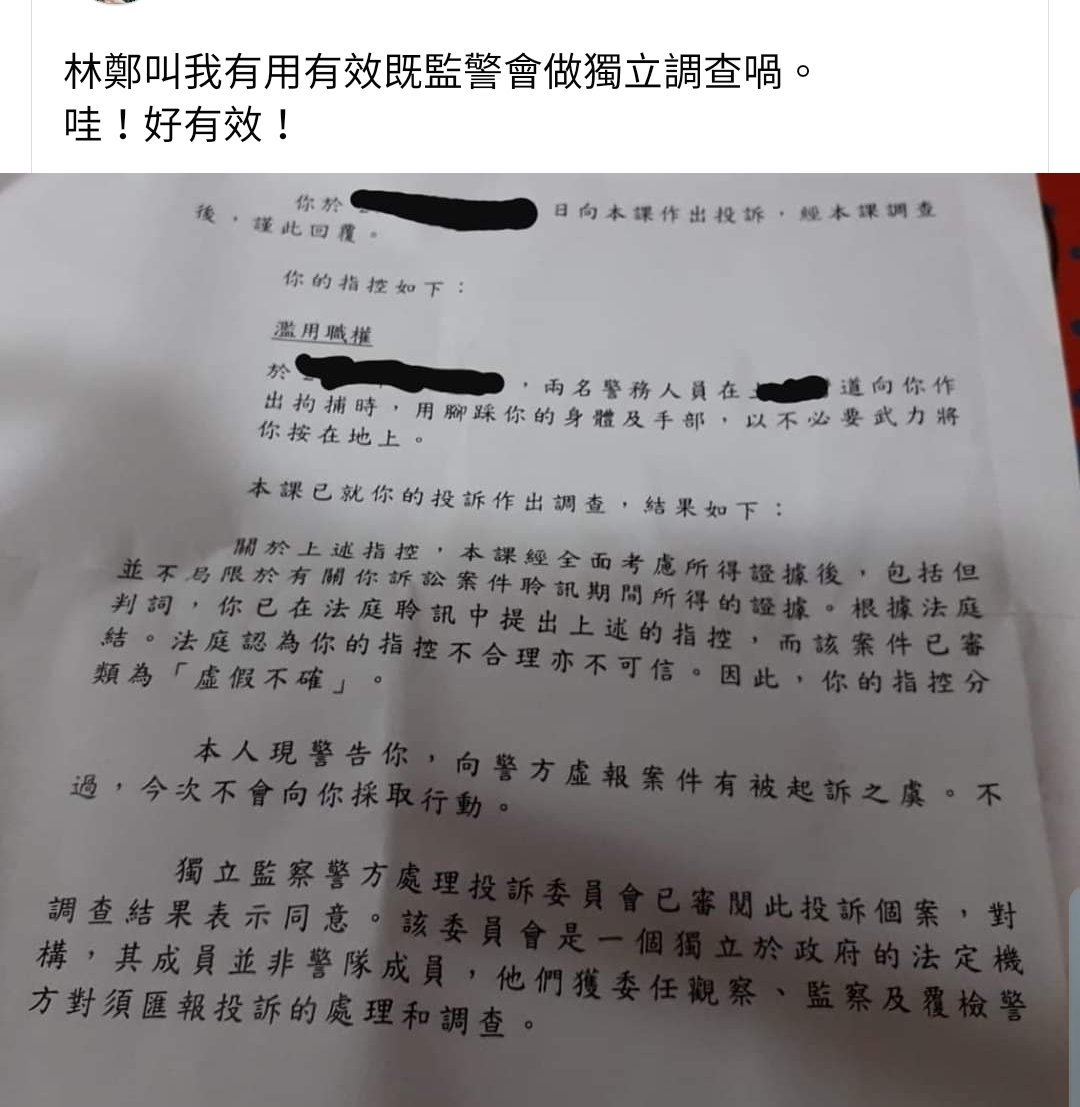 林鄭叫我有用有效既監警會做獨立調查喎。
哇！好有效！
你於 日向本課作出投訴，經本課調查
後，謹此回覆。
你的指控如下：
濫用職權
於 ，兩名警務人員在 道向你作
出拘捕時，用腳踩你的身體及手部，以不必要武力將
你按在地上。
本課已就你的投訴作出調查，結果如下：
關於上述指控，本課經全面考慮所得證據後，包括但
並不局限於有關你訴訟案件聆訊期間所得的證據。根據法庭
判詞，你已在法庭聆訊中提出上述的指控，而該案件已審
結。法庭認為你的指控不合理亦不可信。因此，你的指控分
類為「虛假不確」。
本人現警告你，向警方虛報案件有被起訴之虞。不
過，今次不會向你採取行動。
獨立監察警方處理投訴委員會已審閱此投訴個案，對
調查結果表示同意。該委員會是一個獨立於政府的法定機
構，其成員並非警隊成員，他們獲委任觀察、監察及覆檢警
方對須匯報投訴的處理和調查。